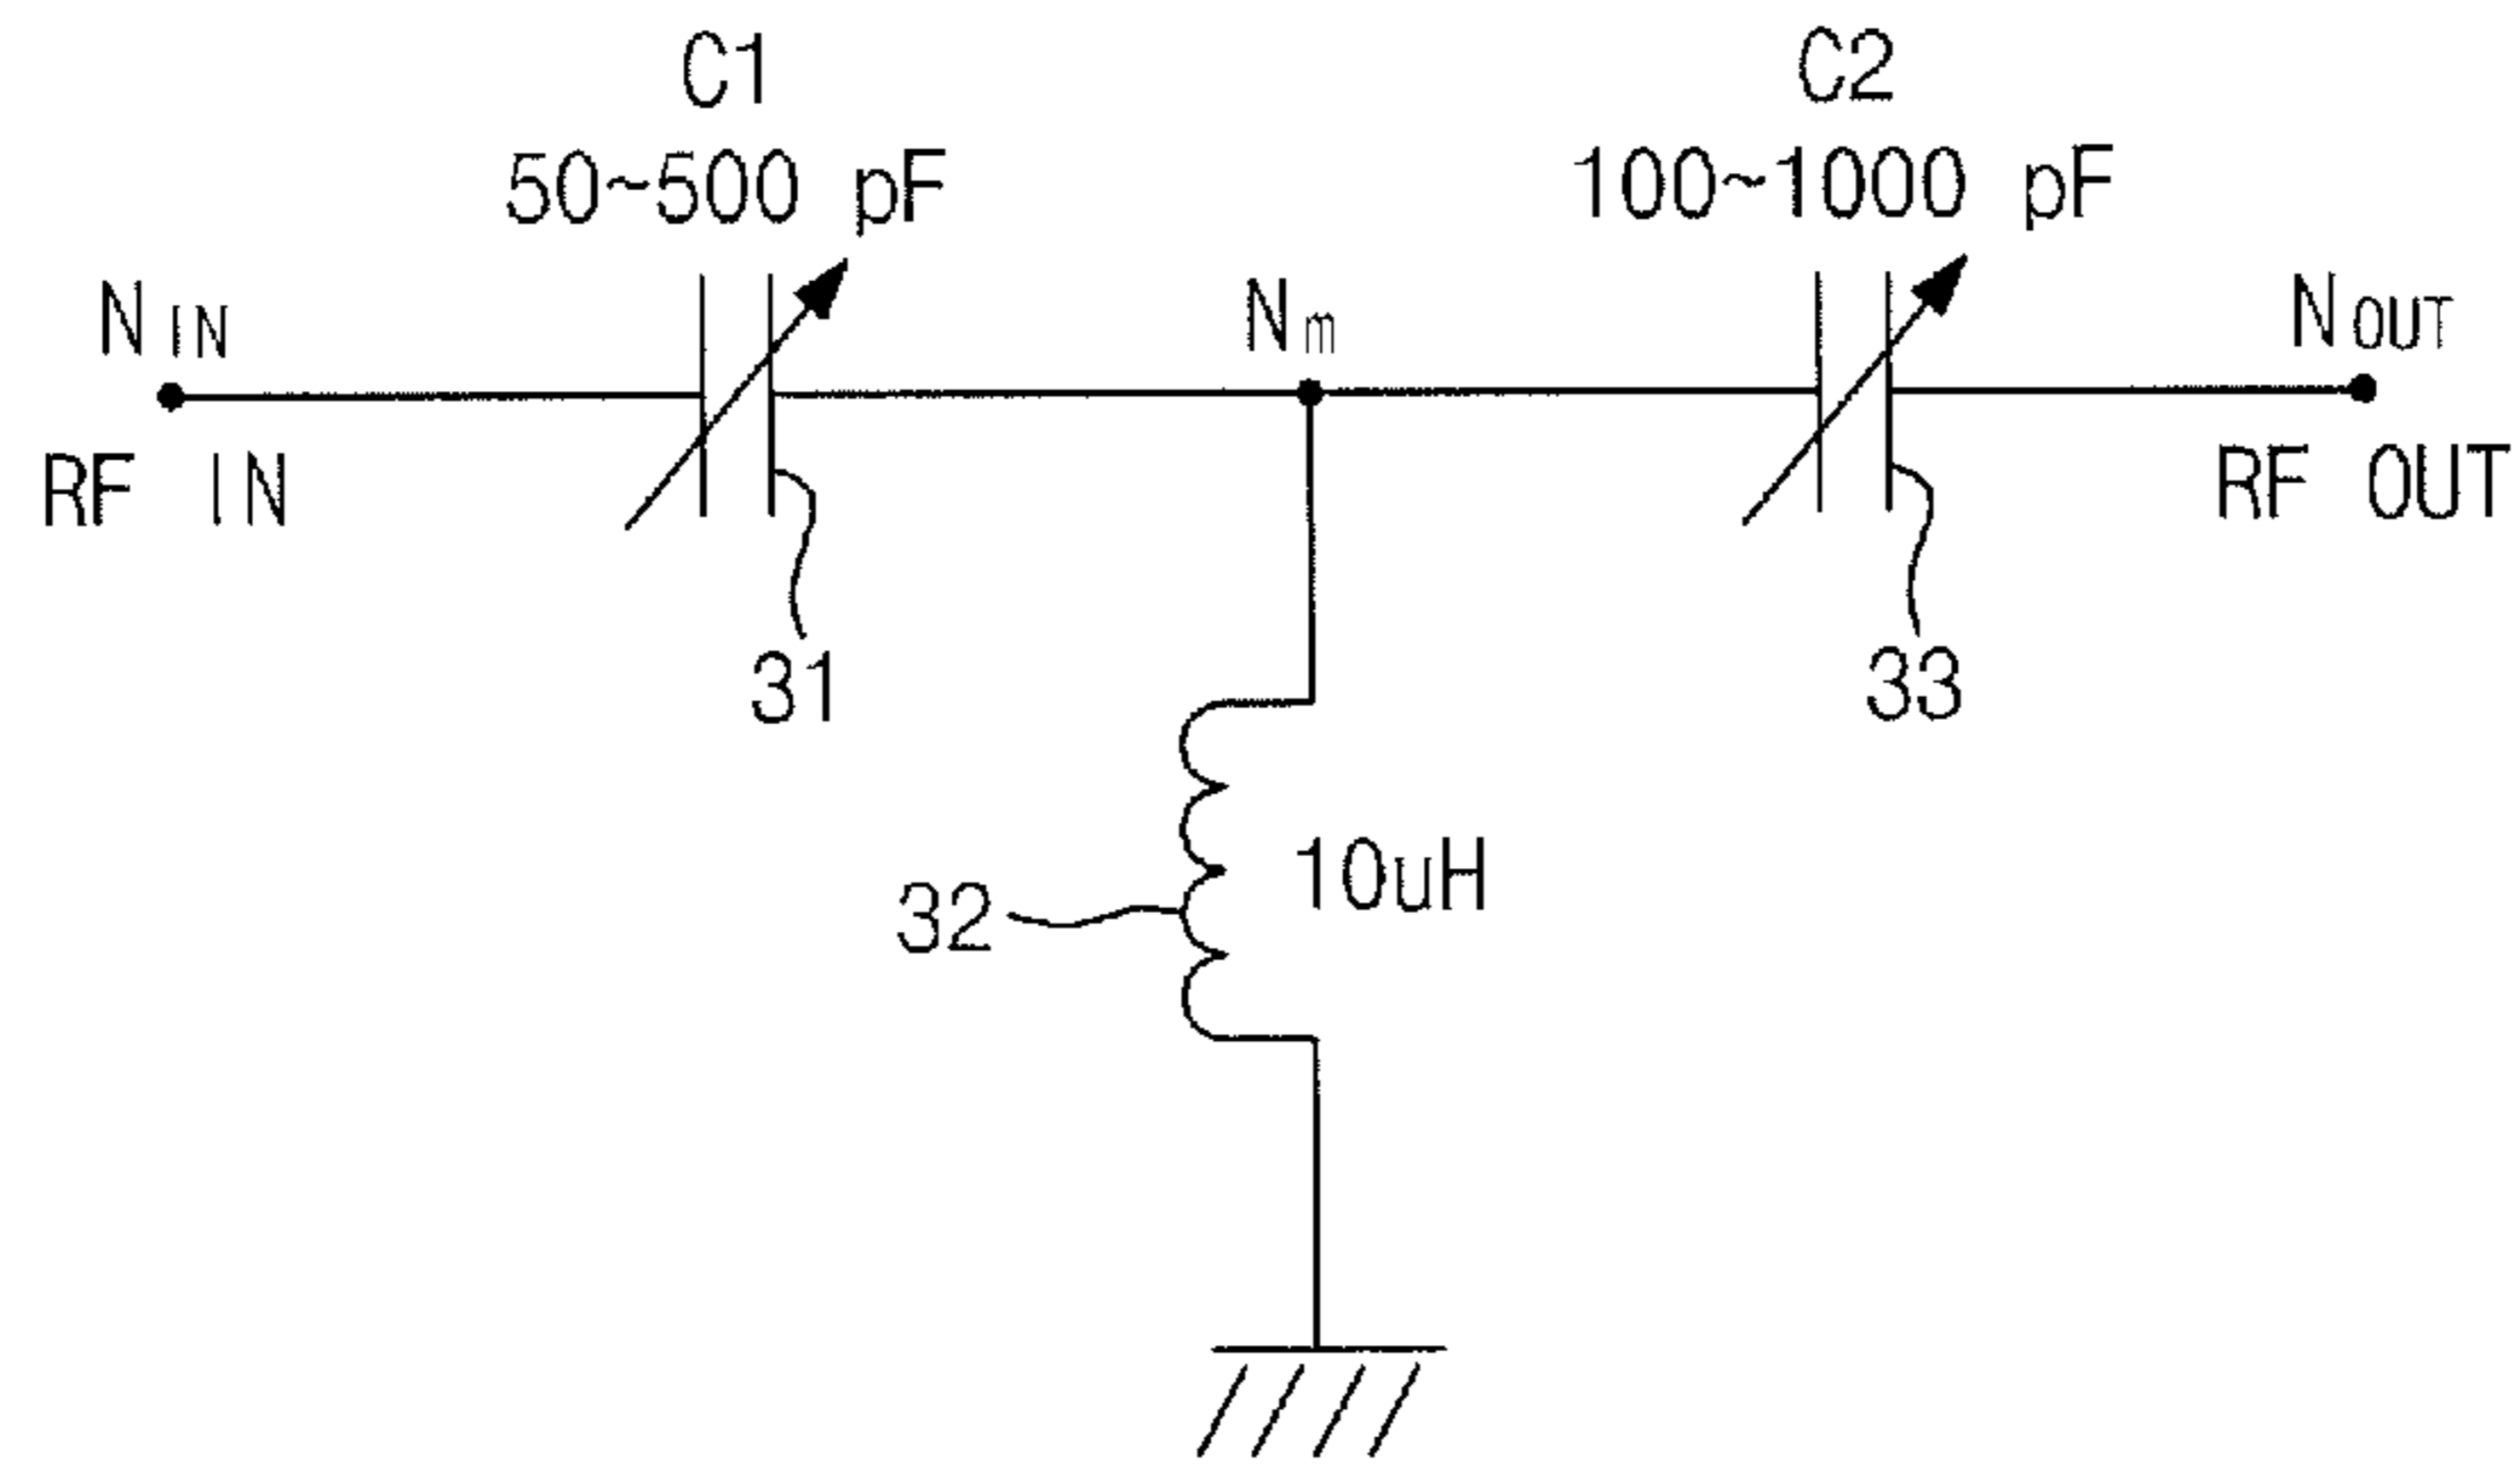 C1
50~500 pF
C2
100~1000 pF
NIN
Nm
NOUT
RF IN
RF OUT
31
33
32
10uH